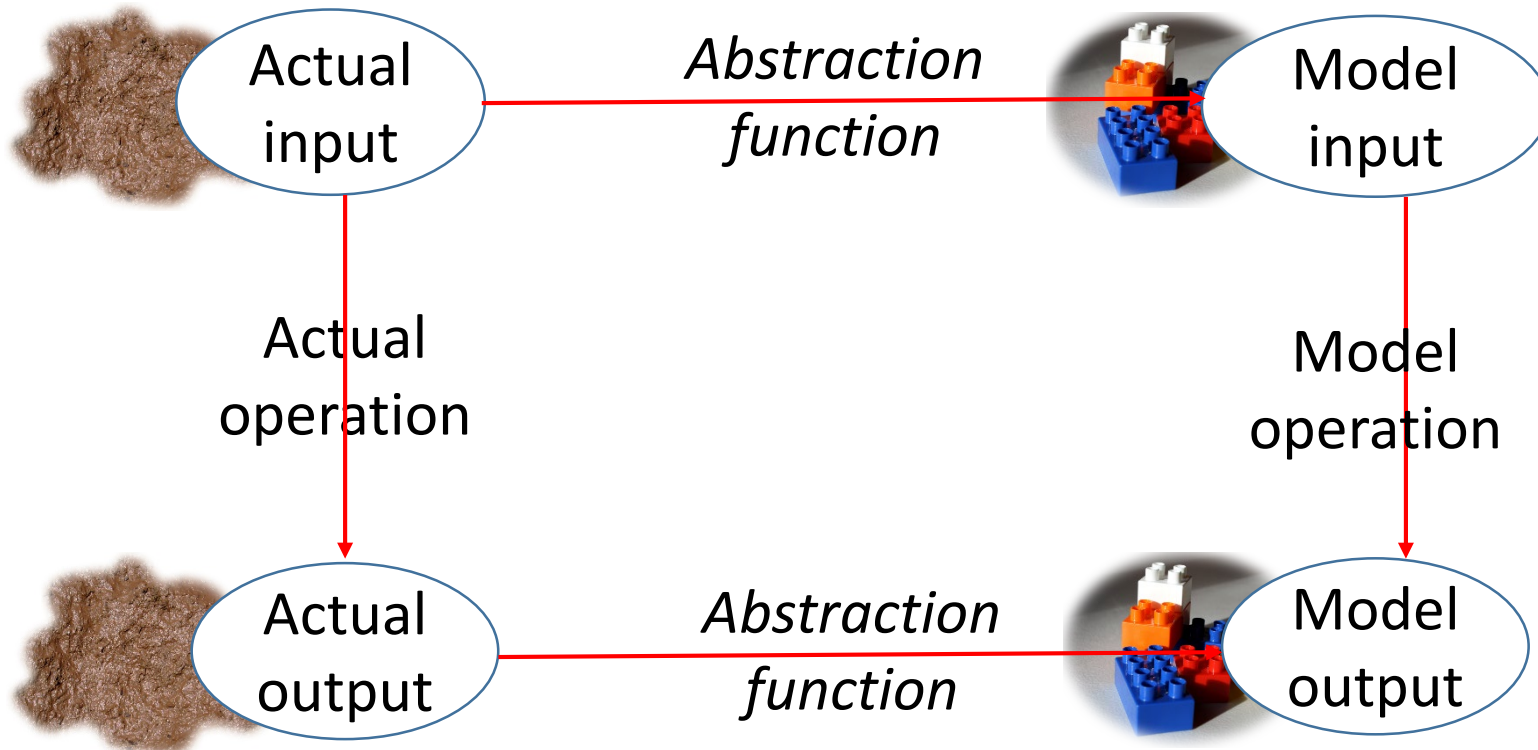 Actual
input
Abstraction
function
Model
input
Actual
operation
Model
operation
Actual
output
Abstraction
function
Model
output